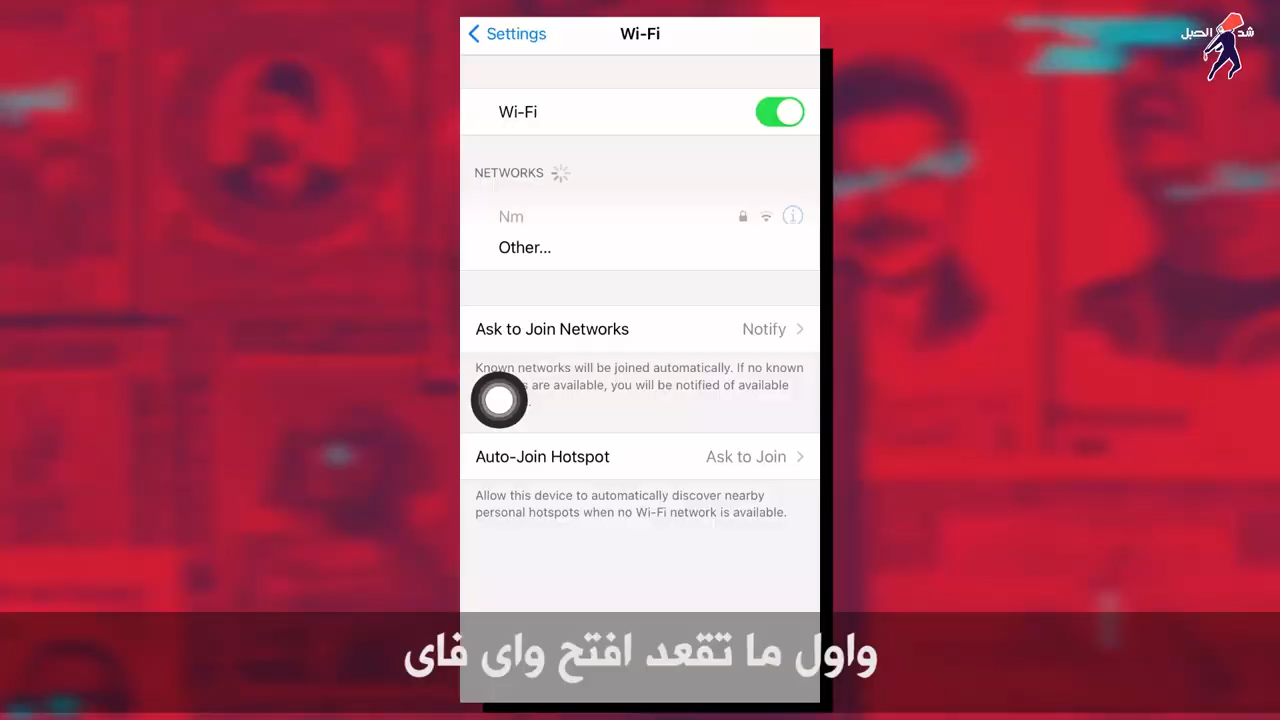 Settings
Wi-Fi
شد الحبل
Wi-Fi
NETWORKS
Nm
Other...
Ask to Join Networks
Notify
Known networks will be joined automatically. If no known
are available, you will be notified of available
Auto-Join Hotspot
Ask to Join
Allow this device to automatically discover nearby
personal hotspots when no Wi-Fi network is available.
واول ما تقعد افتح واى فاى